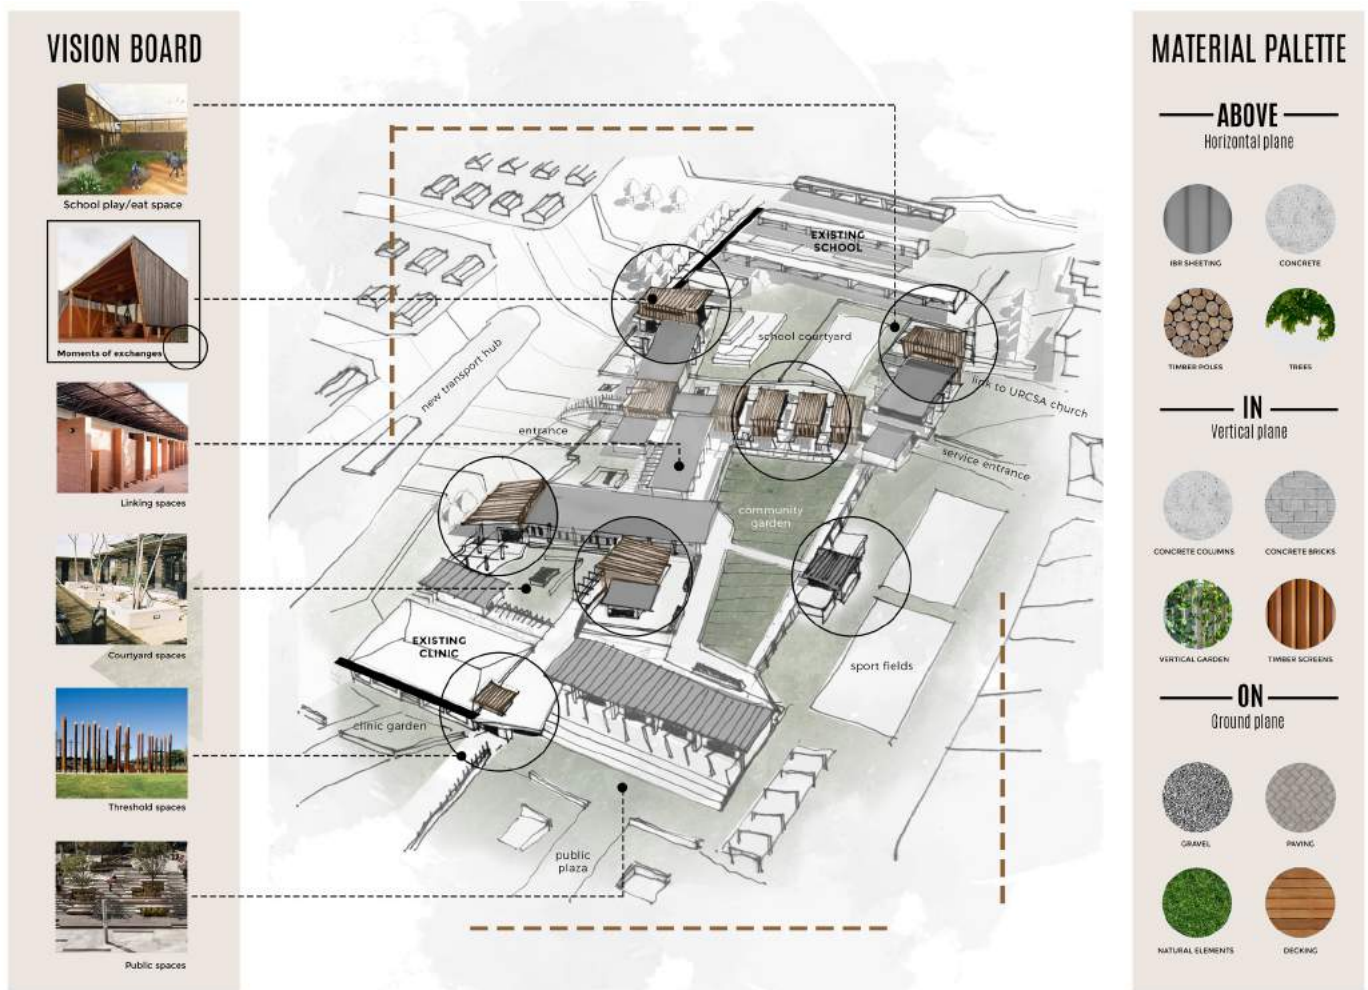 VISION BOARD
School play/eat space
Moments of exchanges
Linking spaces
Courtyard spaces
Threshold spaces
Public spaces
EXISTING
SCHOOL
school courtyard
new transport hub
link to URCSA church
entrance
service entrance
community
garden
EXISTING
CLINIC
sport fields
clinic garden
public
plaza
MATERIAL PALETTE
ABOVE
Horizontal plane
IBR SHEETING
CONCRETE
TIMBER POLES
TREES
IN
Vertical plane
CONCRETE COLUMNS
CONCRETE BRICKS
VERTICAL GARDEN
TIMBER SCREENS
ON
Ground plane
GRAVEL
PAVING
NATURAL ELEMENTS
DECKING